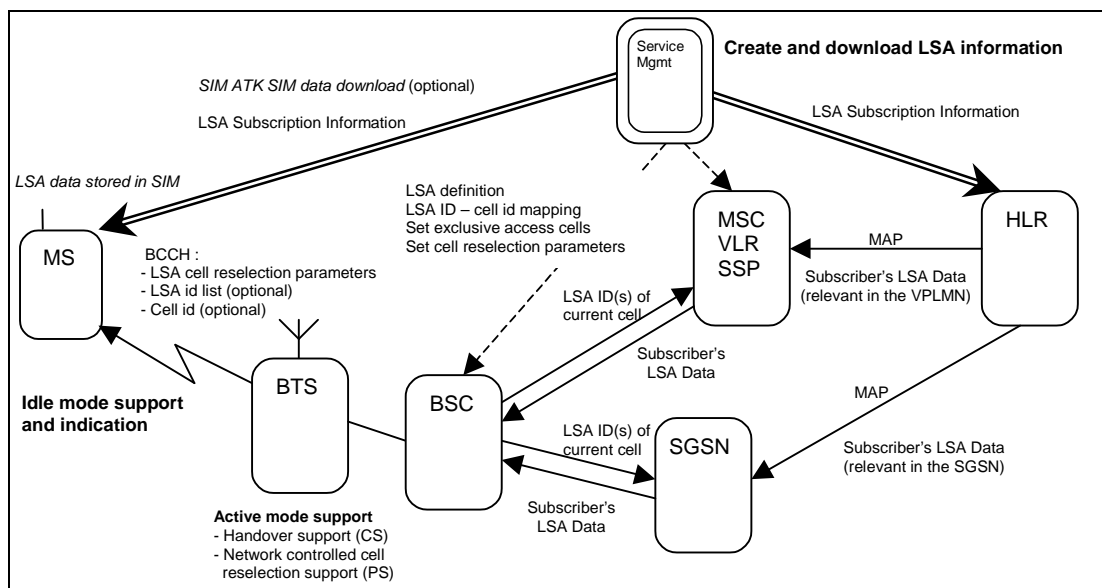 Service
Mgmt
Create and download LSA information
SIM ATK SIM data download (optional)
LSA Subscription Information
LSA Subscription Information
LSA data stored in SIM
MS
BCCH :
- LSA cell reselection parameters
- LSA id list (optional)
- Cell id (optional)
LSA definition
LSA ID – cell id mapping
Set exclusive access cells
Set cell reselection parameters
MSC
VLR
SSP
HLR
MAP
Subscriber's LSA Data
(relevant in the VPLMN)
LSA ID(s) of
current cell
Subscriber's
LSA Data
Idle mode support
and indication
BTS
BSC
MAP
LSA ID(s) of
current cell
SGSN
Subscriber's LSA Data
(relevant in the SGSN)
Subscriber's
LSA Data
Active mode support
- Handover support (CS)
- Network controlled cell
reselection support (PS)